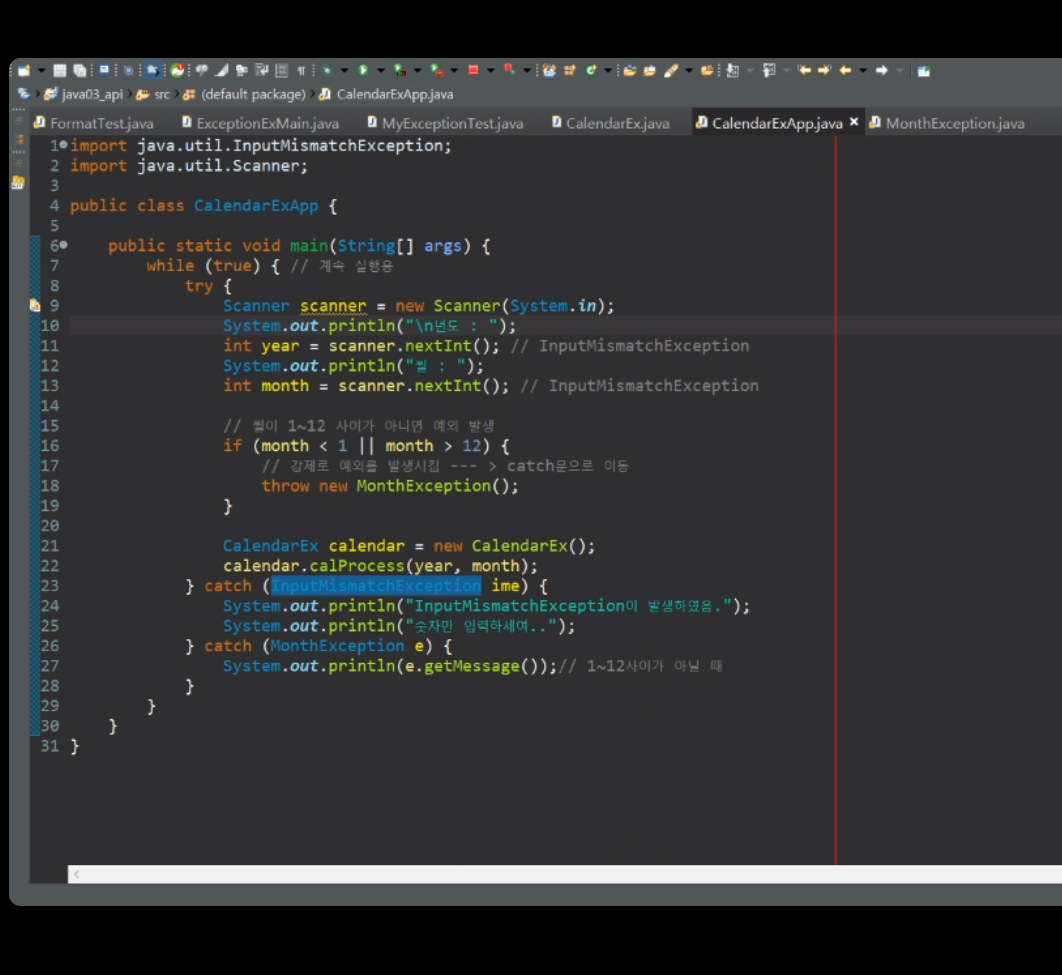 java03_api › src › (default package) › CalendarExApp.java
FormatTest.java ExceptionExMain.java MyExceptionTest.java CalendarEx.java CalendarExApp.java MonthException.java
1 import java.util.InputMismatchException;
2 import java.util.Scanner;
3
4 public class CalendarExApp {
5
6 public static void main(String[] args) {
7 while (true) { // 계속 실행용
8 try {
9 Scanner scanner = new Scanner(System.in);
10 System.out.println("\n년도 : ");
11 int year = scanner.nextInt(); // InputMismatchException
12 System.out.println("월 : ");
13 int month = scanner.nextInt(); // InputMismatchException
14
15 // 월이 1~12 사이가 아니면 예외 발생
16 if (month < 1 || month > 12) {
17 // 강제로 예외를 발생시킴 --- > catch문으로 이동
18 throw new MonthException();
19 }
20
21 CalendarEx calendar = new CalendarEx();
22 calendar.calProcess(year, month);
23 } catch (InputMismatchException ime) {
24 System.out.println("InputMismatchException이 발생하였음.");
25 System.out.println("숫자만 입력하세여..");
26 } catch (MonthException e) {
27 System.out.println(e.getMessage());// 1~12사이가 아닐 때
28 }
29 }
30 }
31 }